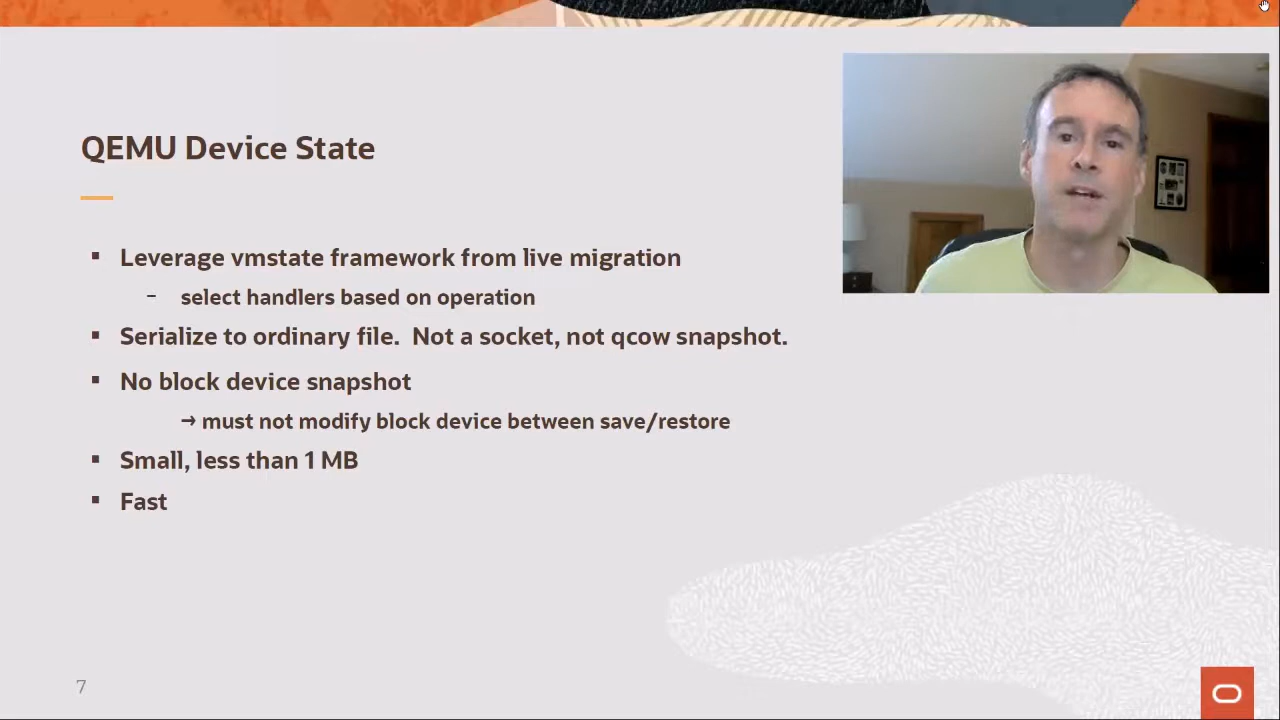 QEMU Device State
▪ Leverage vmstate framework from live migration
– select handlers based on operation
▪ Serialize to ordinary file.  Not a socket, not qcow snapshot.
▪ No block device snapshot
→ must not modify block device between save/restore
▪ Small, less than 1 MB
▪ Fast
7